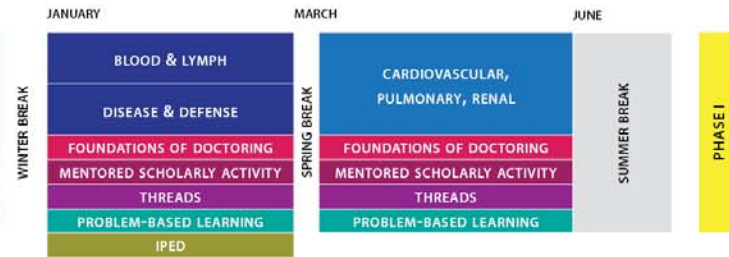 JANUARY
MARCH
JUNE
WINTER BREAK
BLOOD & LYMPH
DISEASE & DEFENSE
FOUNDATIONS OF DOCTORING
MENTORED SCHOLARLY ACTIVITY
THREADS
PROBLEM-BASED LEARNING
IPED
SPRING BREAK
CARDIOVASCULAR,
PULMONARY, RENAL
FOUNDATIONS OF DOCTORING
MENTORED SCHOLARLY ACTIVITY
THREADS
PROBLEM-BASED LEARNING
SUMMER BREAK
PHASE I